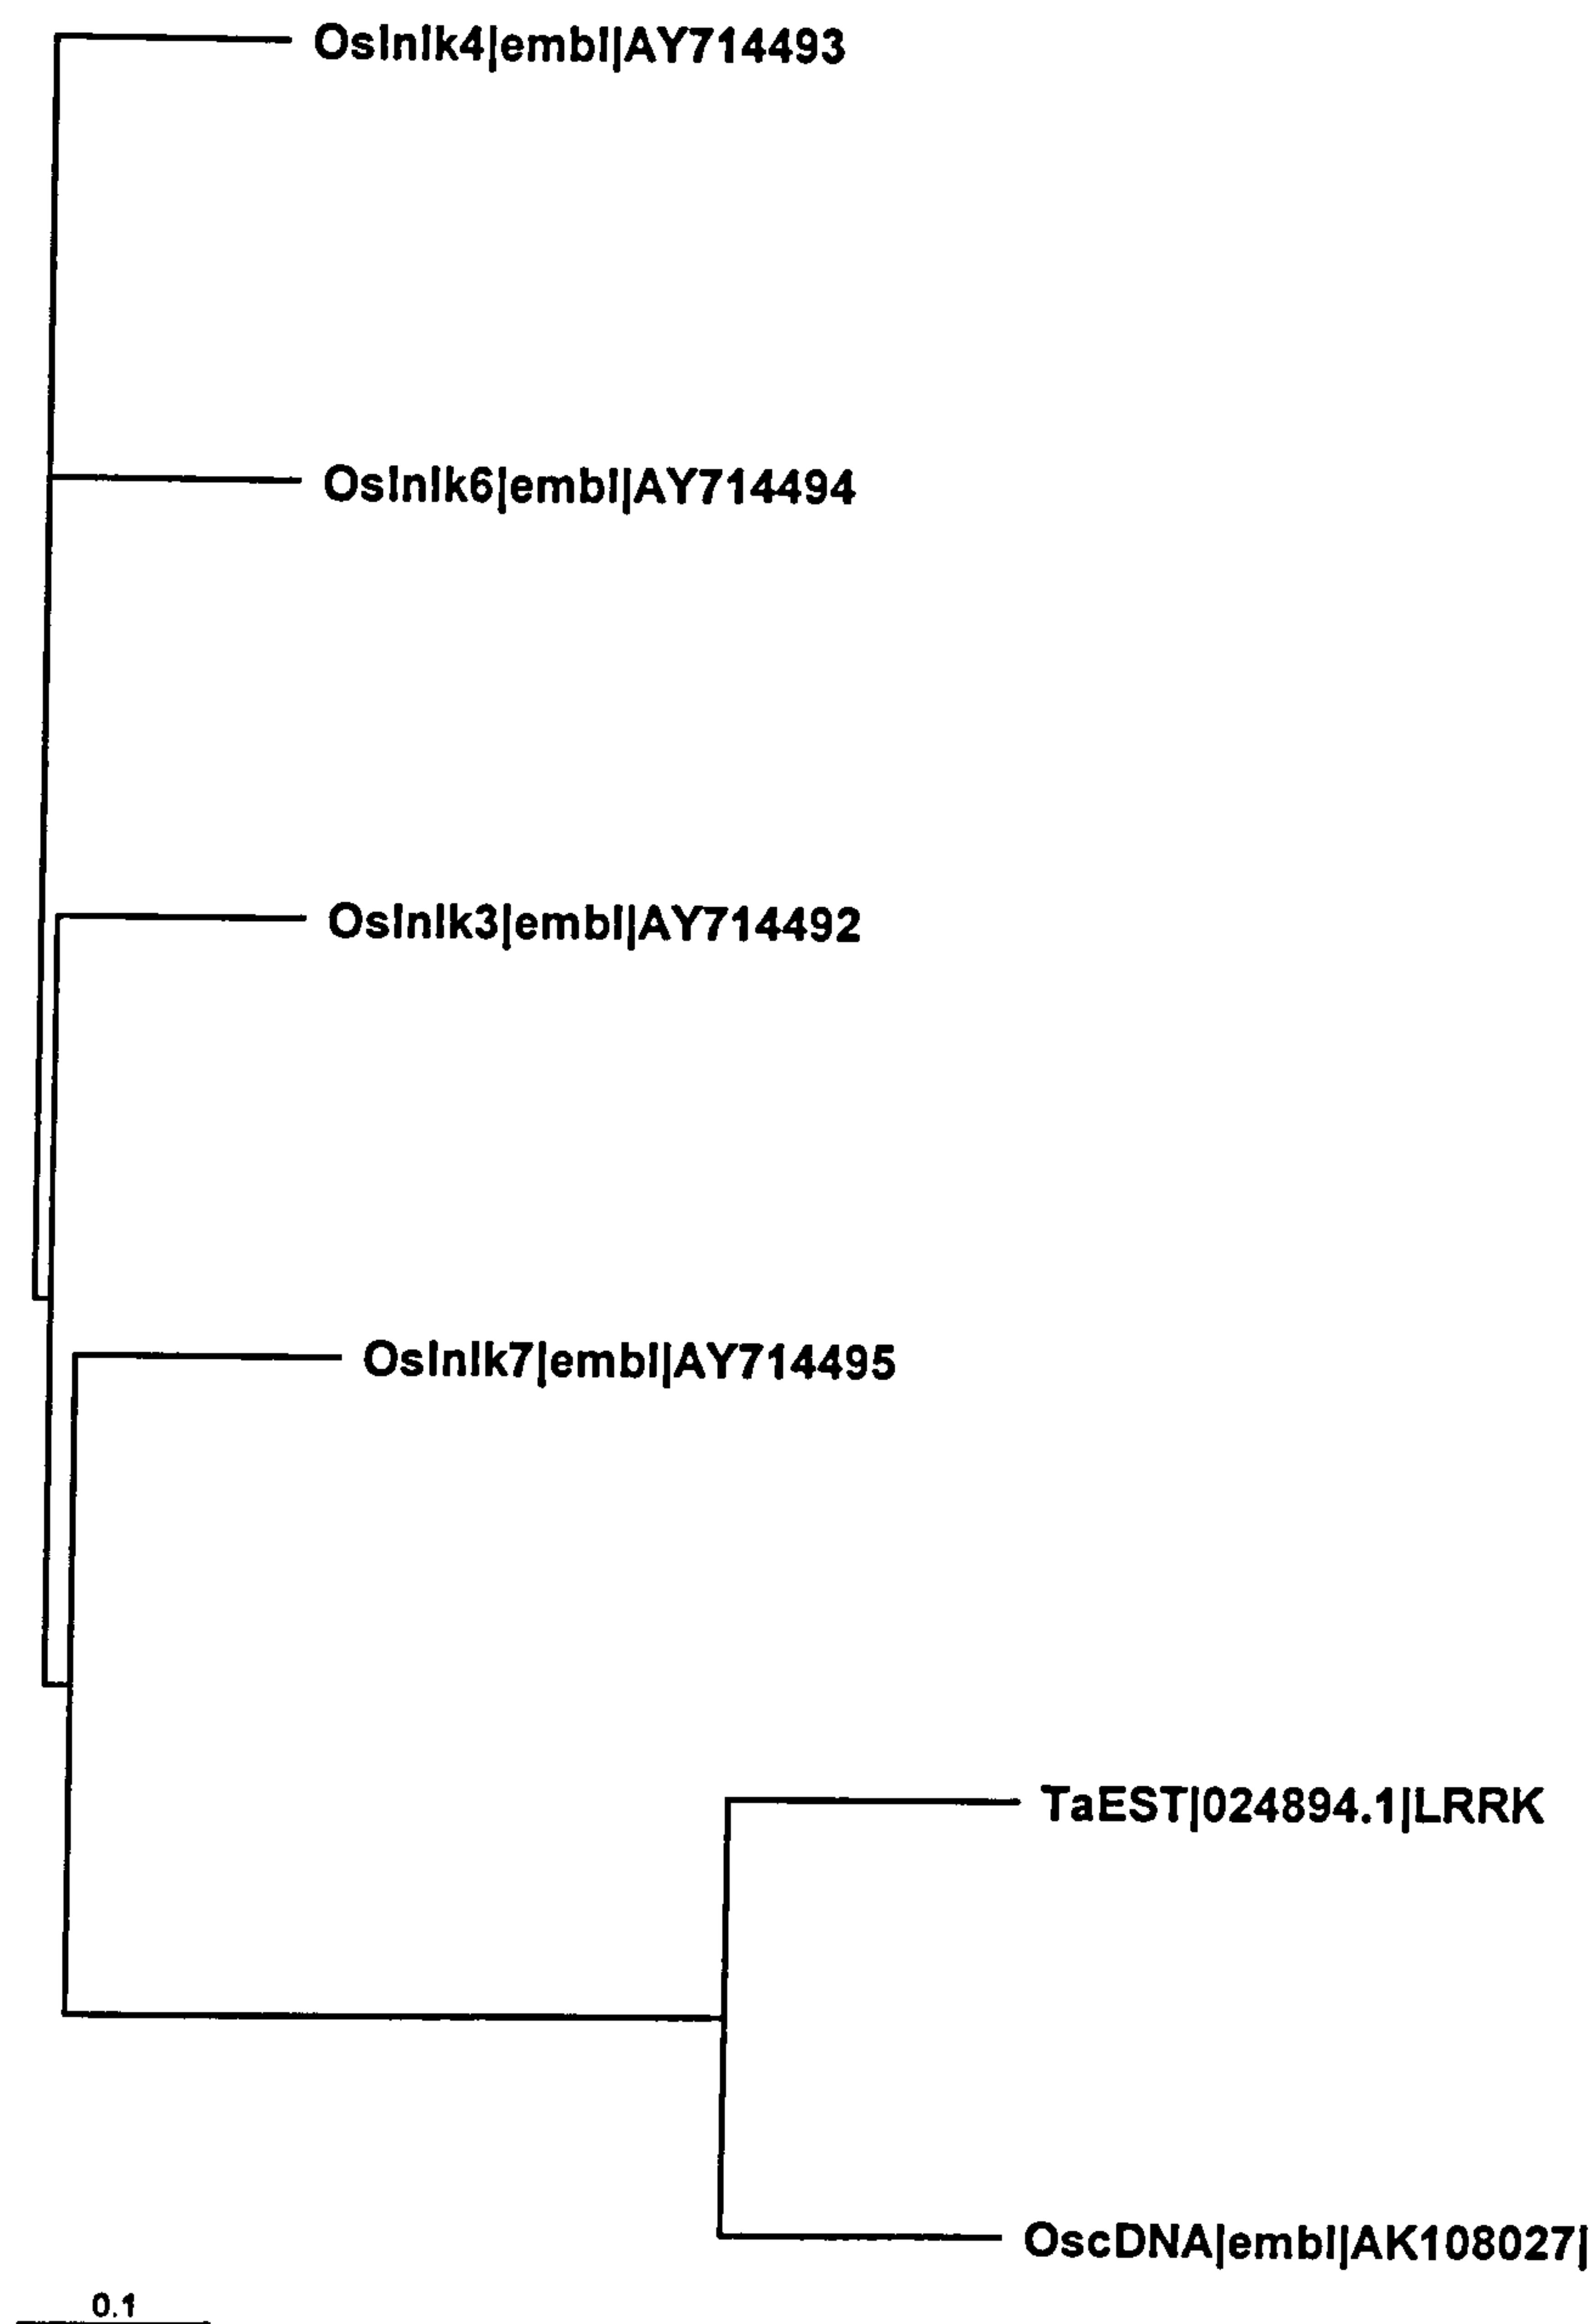 OsInlk4|embl|AY714493
OsInlk6|embl|AY714494
OsInlk3|embl|AY714492
OsInlk7|embl|AY714495
TaEST|024894.1|LRRK
OscDNA|embl|AK108027|
0.1